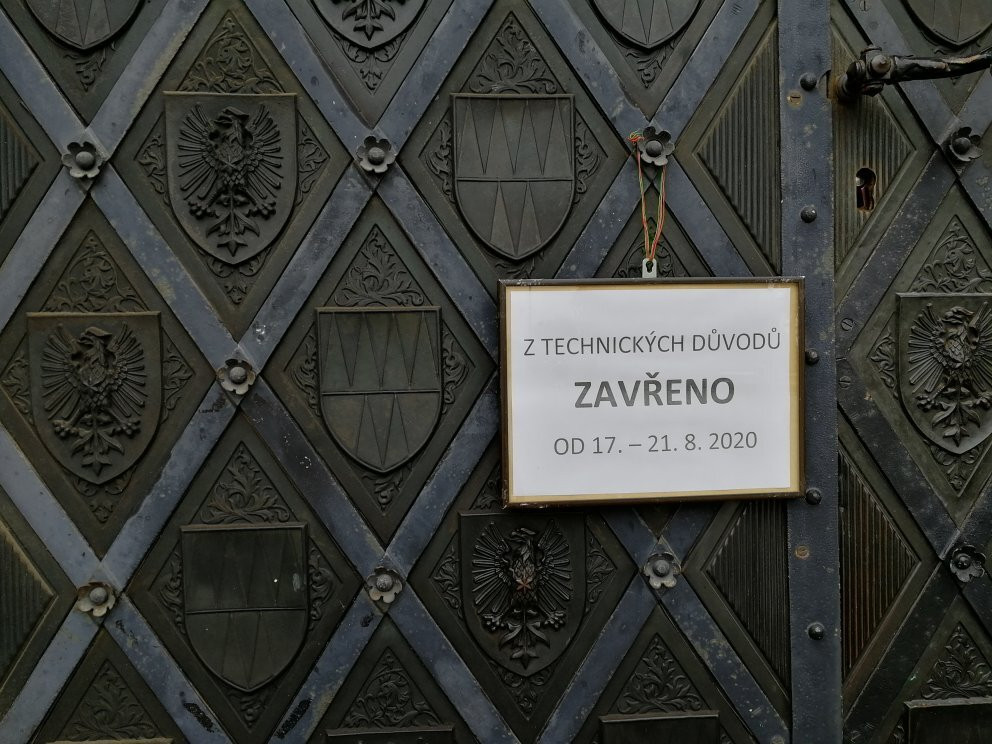 Z TECHNICKÝCH DŮVODŮ
ZAVŘENO
OD 17. – 21. 8. 2020